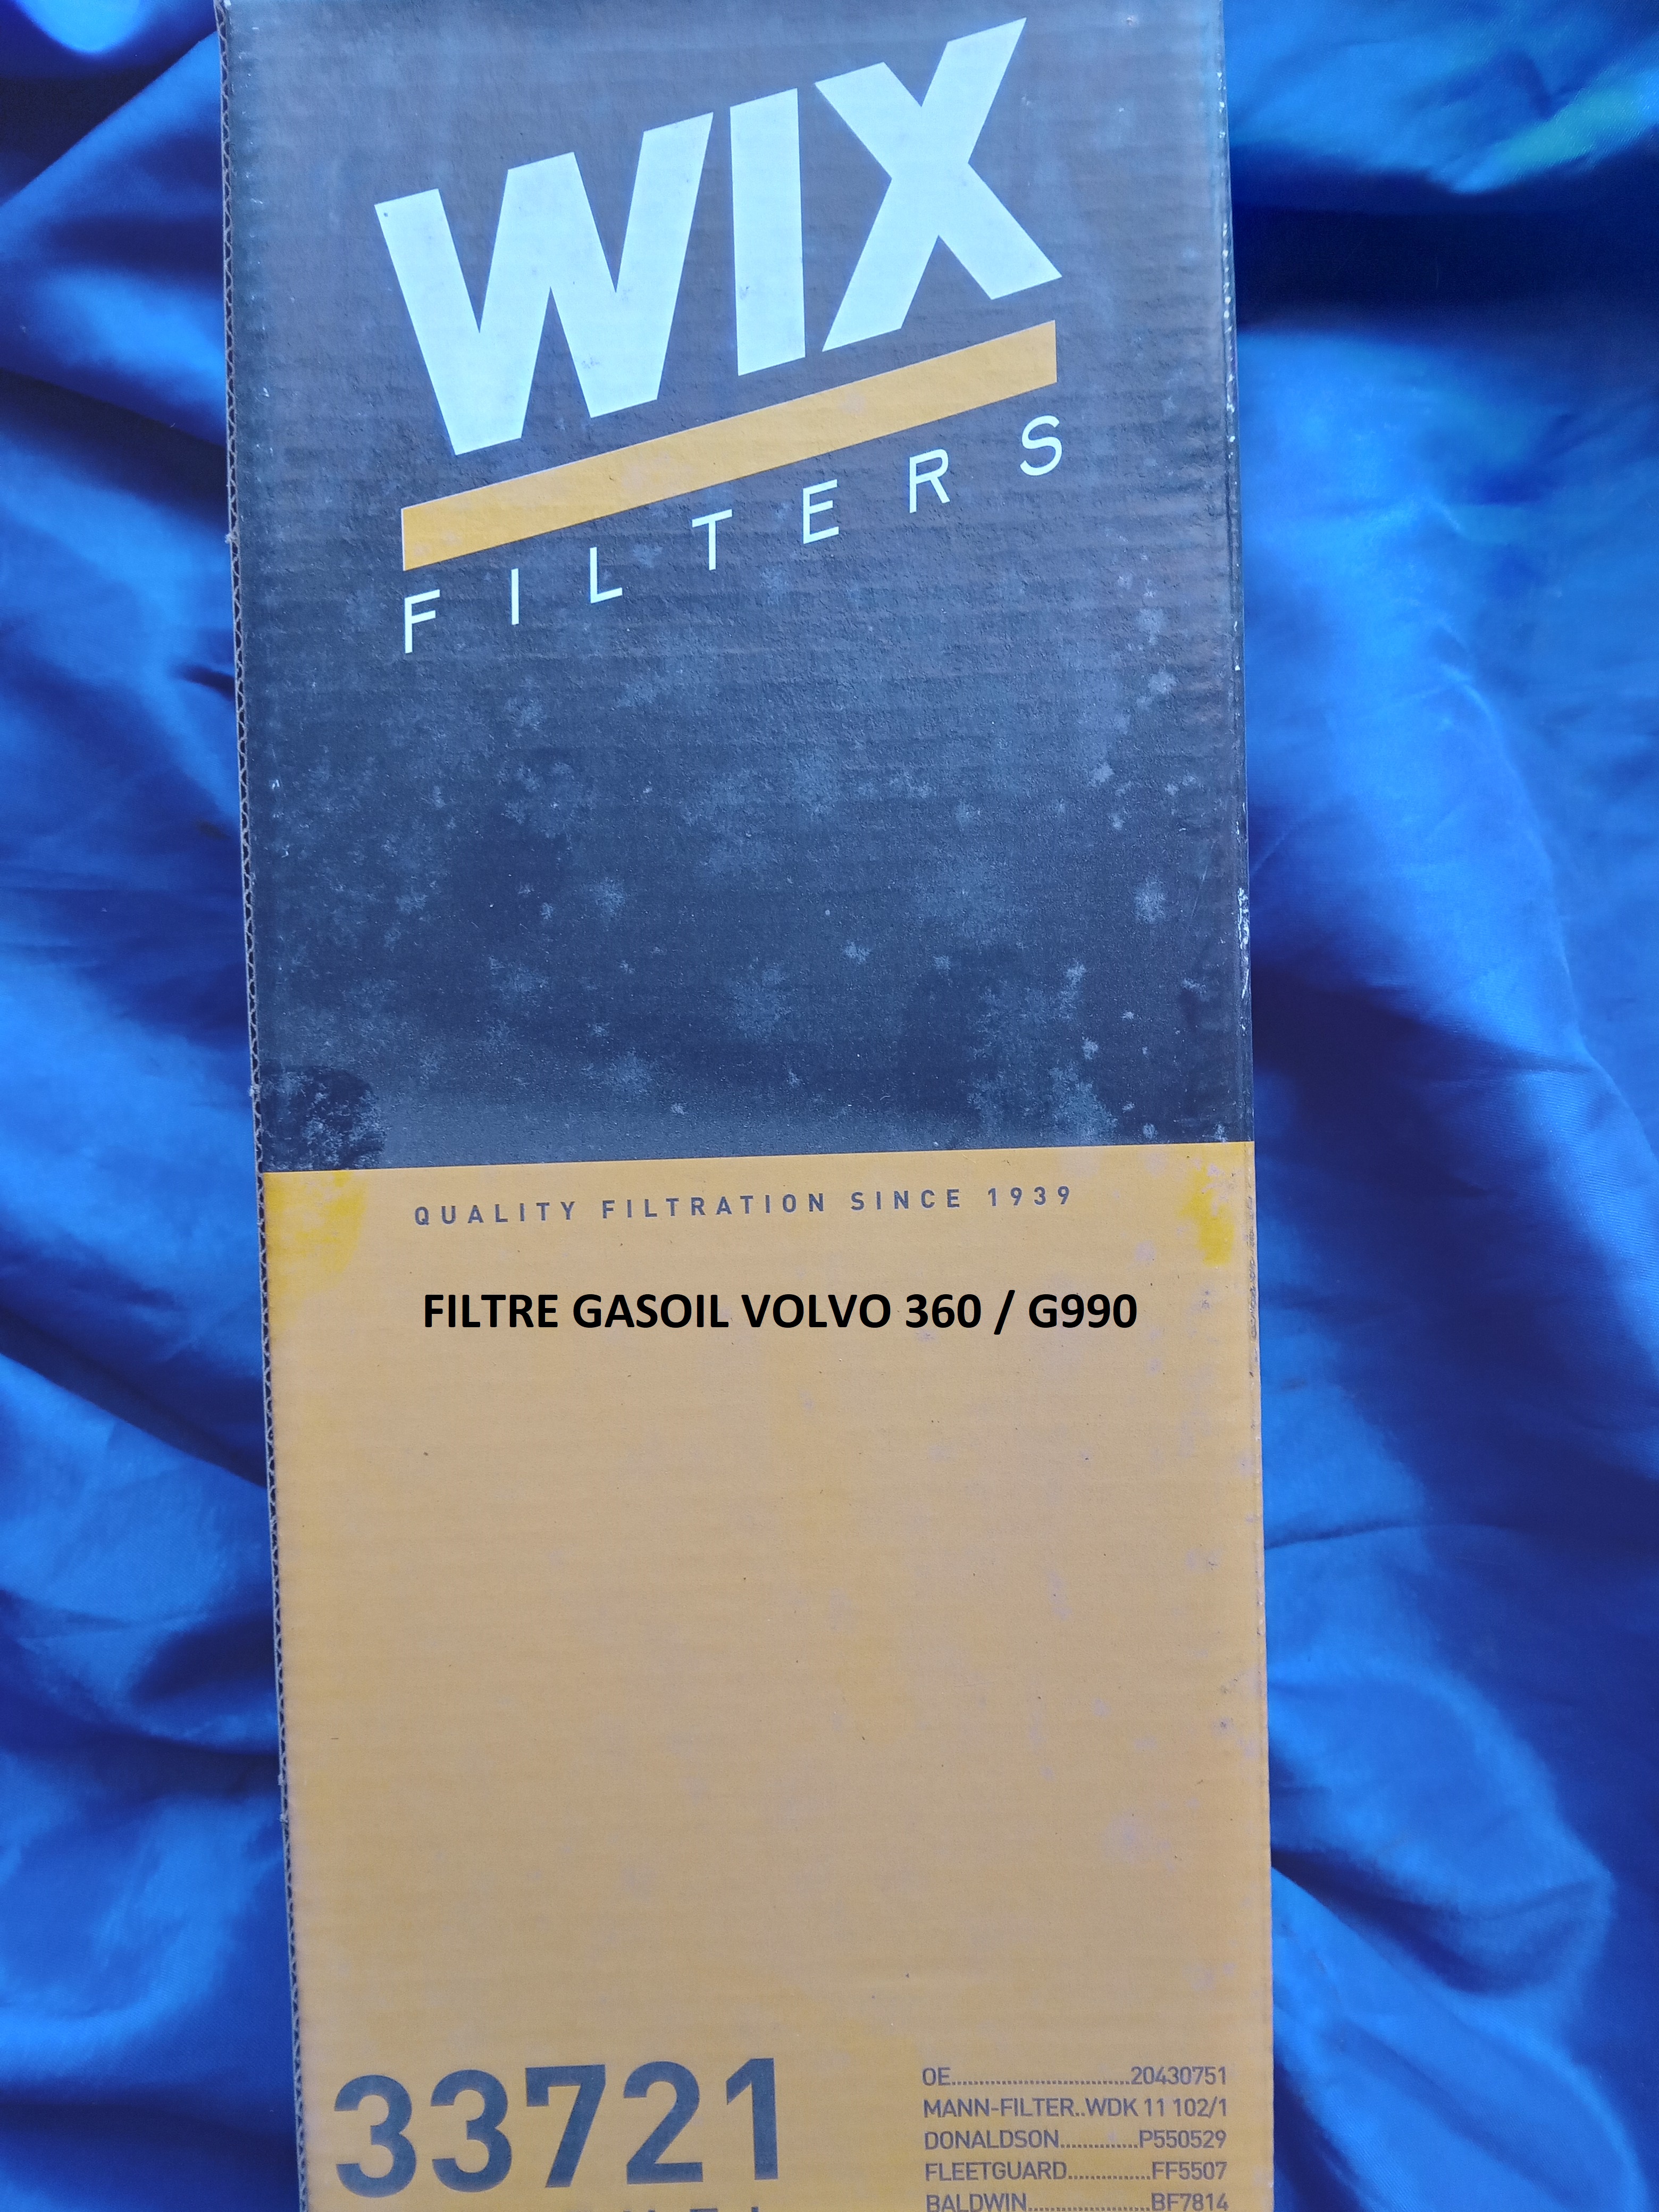 WIX
FILTERS
QUALITY FILTRATION SINCE 1939
FILTRE GASOIL VOLVO 360 / G990
33721
OE..............................20430751
MANN-FILTER..WDK 11 102/1
DONALDSON.............P550529
FLEETGUARD..............FF5507
BALDWIN.....................BF7814